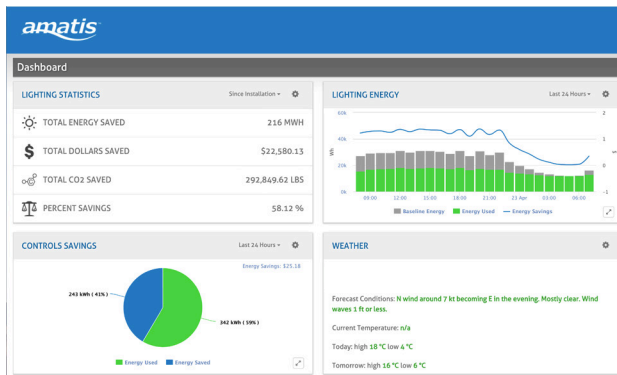 amatis
Dashboard
LIGHTING STATISTICS
Since Installation
TOTAL ENERGY SAVED 216 MWH
TOTAL DOLLARS SAVED $22,580.13
TOTAL CO2 SAVED 292,849.62 LBS
PERCENT SAVINGS 58.12 %
LIGHTING ENERGY
Last 24 Hours
60k 2
40k 1
Wh $
20k 0
0k -1
09:00 12:00 15:00 18:00 21:00 23 Apr 03:00 06:00
Baseline Energy Energy Used Energy Savings
CONTROLS SAVINGS
Last 24 Hours
Energy Savings: $25.18
243 kWh ( 41% )
342 kWh ( 59% )
Energy Used Energy Saved
WEATHER
Forecast Conditions: N wind around 7 kt becoming E in the evening. Mostly clear. Wind
waves 1 ft or less.
Current Temperature: n/a
Today: high 18 °C low 4 °C
Tomorrow: high 16 °C low 6 °C